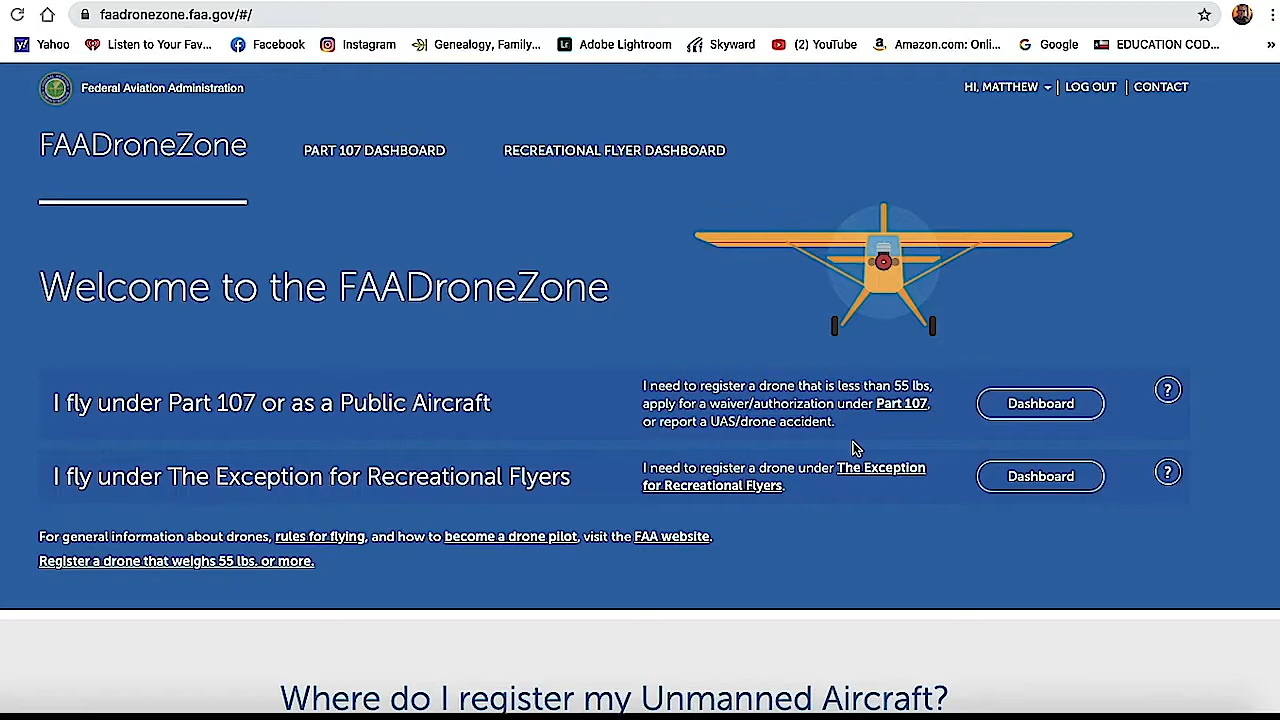 faadronezone.faa.gov/#/
Yahoo
Listen to Your Fav...
Facebook
Instagram
Genealogy, Family,...
Lr
Adobe Lightroom
Skyward
(2) YouTube
Amazon.com: Onli...
Google
EDUCATION COD...
»
Federal Aviation Administration
HI, MATTHEW | LOG OUT | CONTACT
FAADroneZone
PART 107 DASHBOARD
RECREATIONAL FLYER DASHBOARD
Welcome to the FAADroneZone
I fly under Part 107 or as a Public Aircraft
I need to register a drone that is less than 55 lbs,
apply for a waiver/authorization under Part 107,
or report a UAS/drone accident.
Dashboard
?
I fly under The Exception for Recreational Flyers
I need to register a drone under The Exception
for Recreational Flyers.
Dashboard
?
For general information about drones, rules for flying, and how to become a drone pilot, visit the FAA website.
Register a drone that weighs 55 lbs. or more.
Where do I register my Unmanned Aircraft?